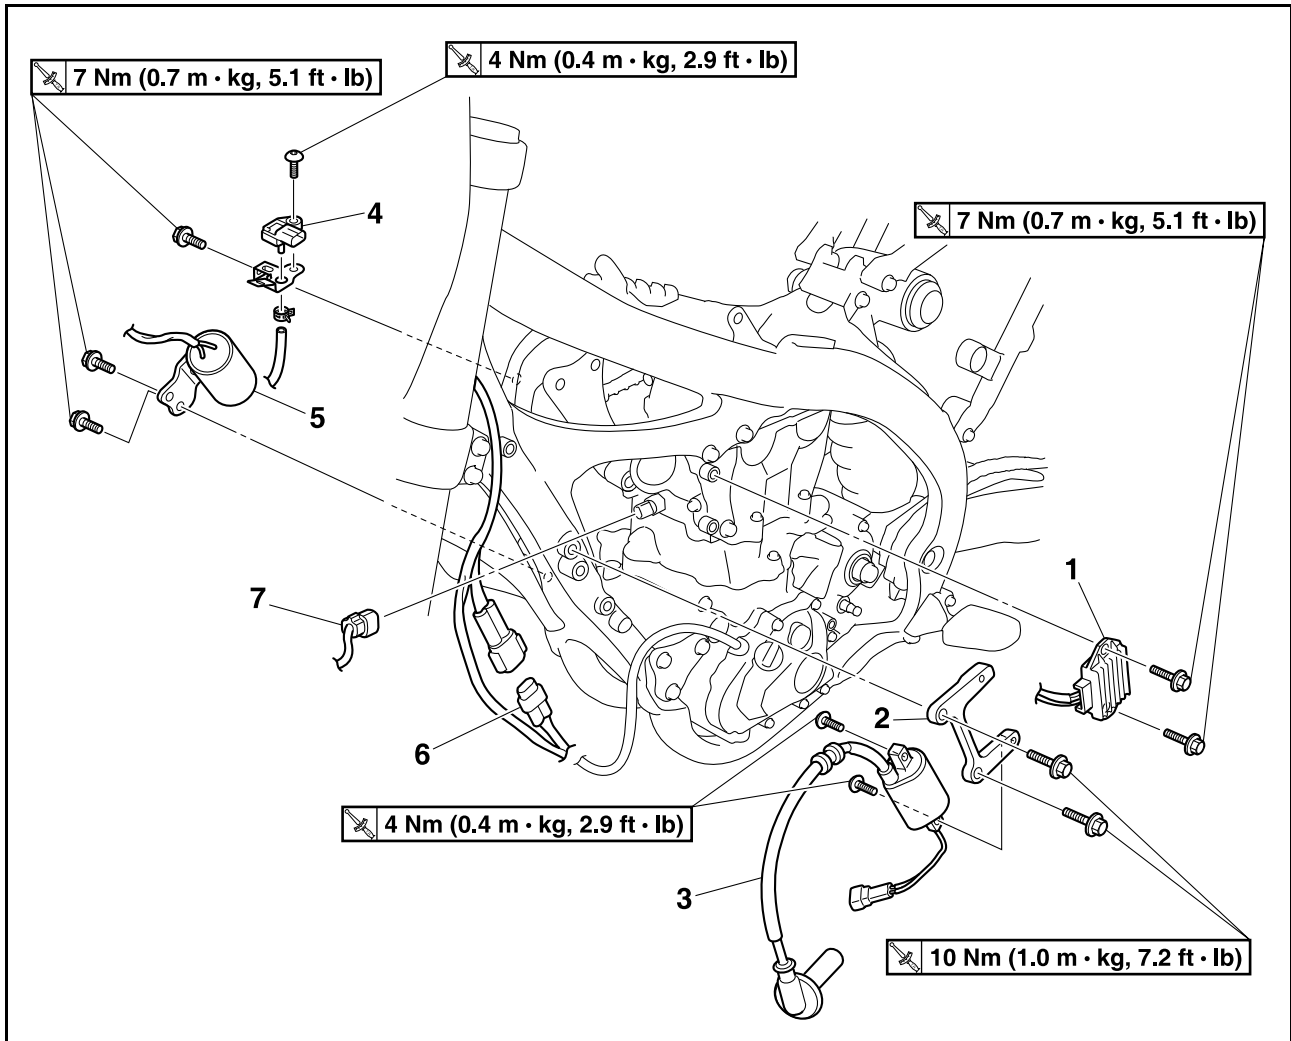 4 Nm (0.4 m · kg, 2.9 ft · lb)
7 Nm (0.7 m · kg, 5.1 ft · lb)
4
7 Nm (0.7 m · kg, 5.1 ft · lb)
5
1
7
2
6
4 Nm (0.4 m · kg, 2.9 ft · lb)
3
10 Nm (1.0 m · kg, 7.2 ft · lb)